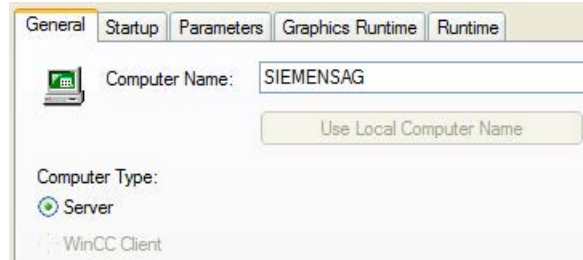 General Startup Parameters Graphics Runtime Runtime
Computer Name: SIEMENSAG
Use Local Computer Name
Computer Type:
Server
WinCC Client